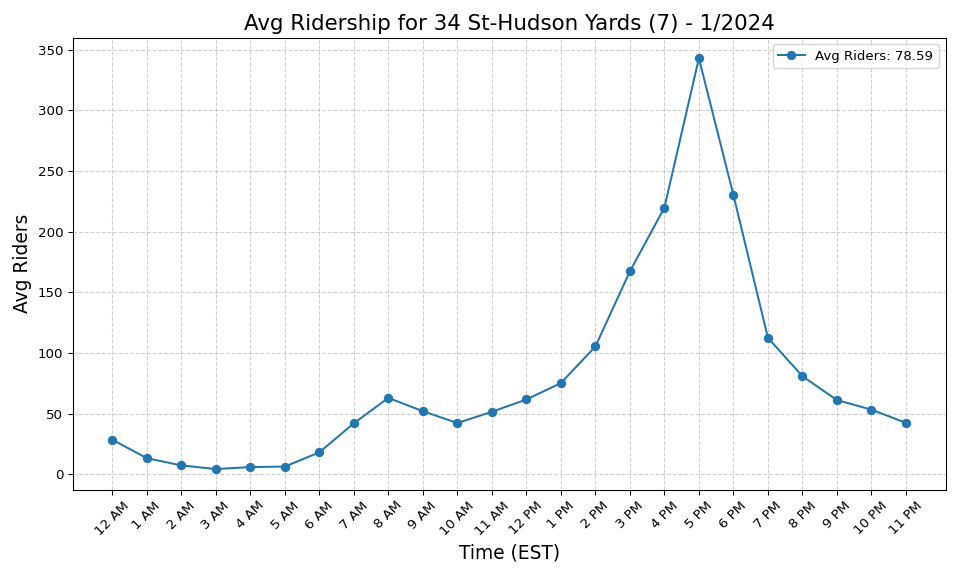 Avg Ridership for 34 St-Hudson Yards (7) - 1/2024
Avg Riders: 78.59
350
300
250
200
150
100
50
0
Avg Riders
12 AM
1 AM
2 AM
3 AM
4 AM
5 AM
6 AM
7 AM
8 AM
9 AM
10 AM
11 AM
12 PM
1 PM
2 PM
3 PM
4 PM
5 PM
6 PM
7 PM
8 PM
9 PM
10 PM
11 PM
Time (EST)